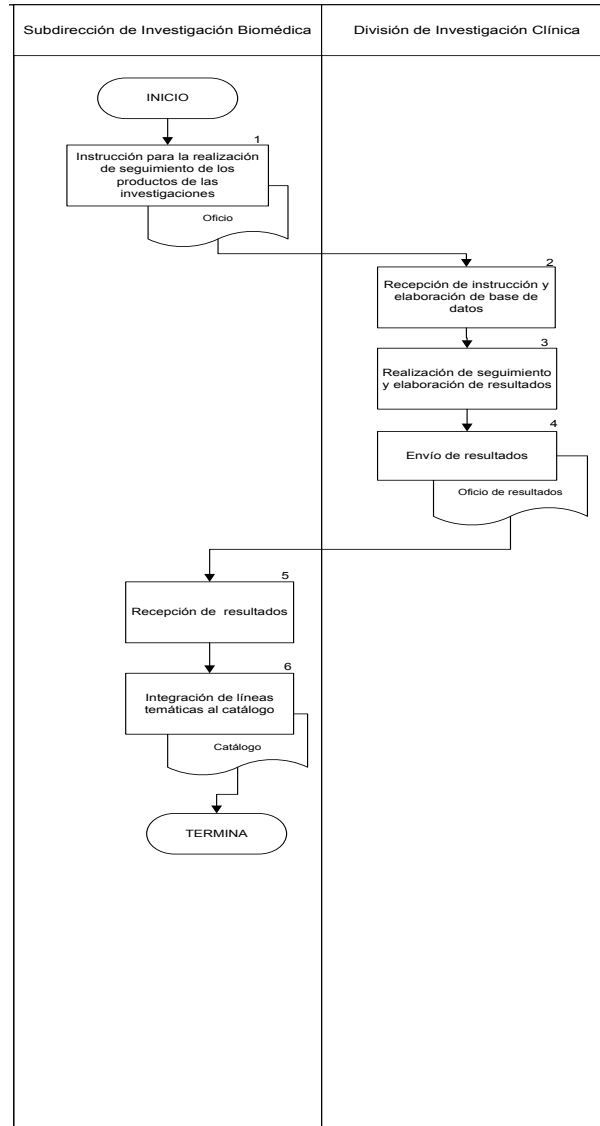 Subdirección de Investigación Biomédica
División de Investigación Clínica
INICIO
1
Instrucción para la realización
de seguimiento de los
productos de las
investigaciones
Oficio
2
Recepción de instrucción y
elaboración de base de
datos
3
Realización de seguimiento
y elaboración de resultados
4
Envío de resultados
Oficio de resultados
5
Recepción de resultados
6
Integración de líneas
temáticas al catálogo
Catálogo
TERMINA